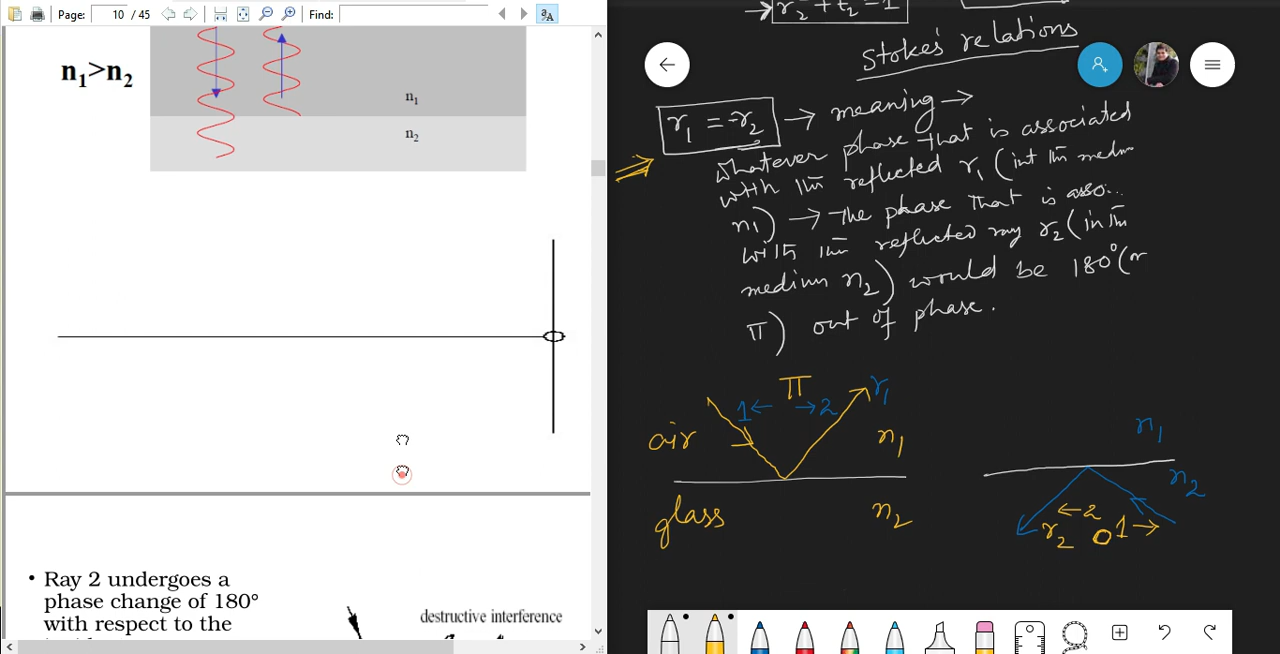 Page: 10 / 45 Find:
n1>n2
n1
n2
• Ray 2 undergoes a
phase change of 180°
with respect to the
destructive interference
r2² + t2 = 1
Stoke's relations
r1 = -r2 → meaning →
whatever phase that is associated
with the reflected r1 (int the medium
n1) → The phase that is asso...
with the reflected ray r2 (in the
medium n2) would be 180° (or
π) out of phase.
π
1← →2 r1
air n1
glass n2
n1
n2
←2
r2 0 1→